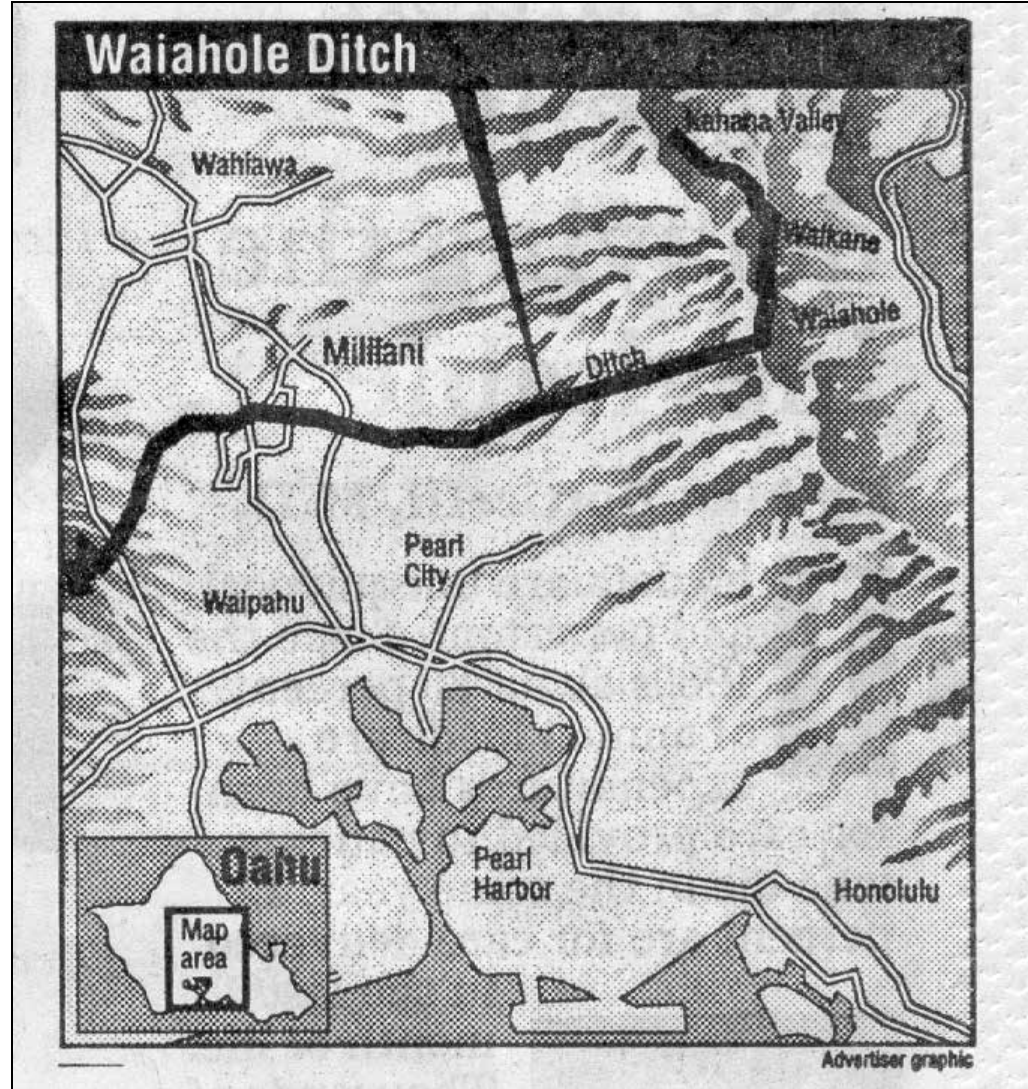 Waiahole Ditch
Kahana Valley
Wahiawa
Waikane
Waiahole
Mililani
Ditch
Pearl
City
Waipahu
Oahu
Map
area
Pearl
Harbor
Honolulu
Advertiser graphic